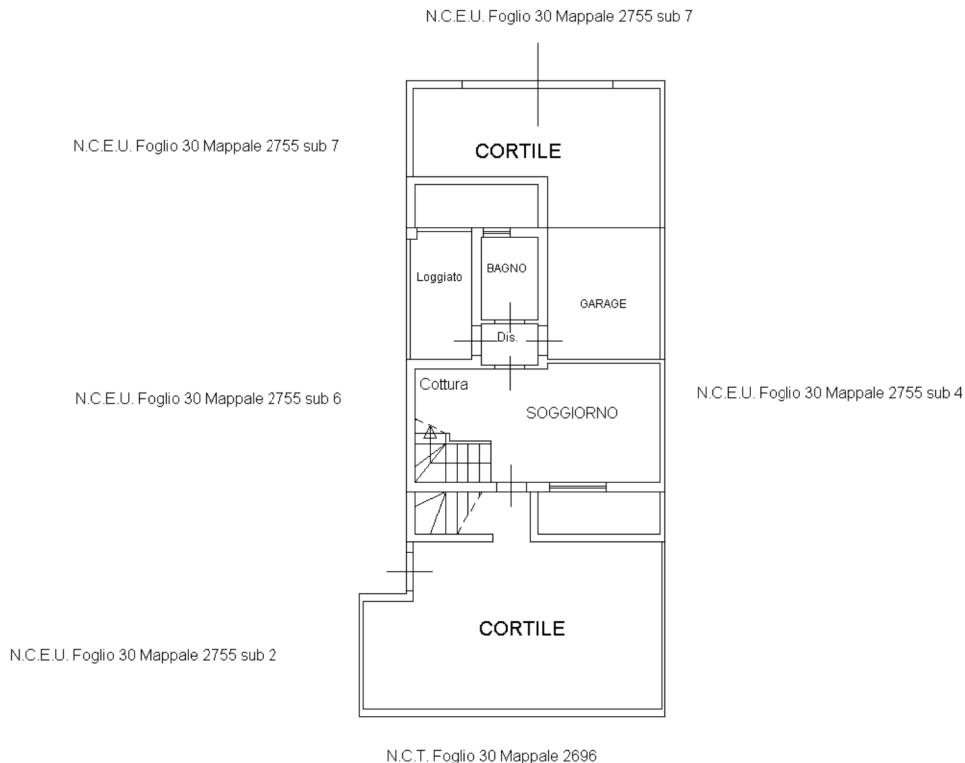 N.C.E.U. Foglio 30 Mappale 2755 sub 7
N.C.E.U. Foglio 30 Mappale 2755 sub 7
CORTILE
Loggiato
BAGNO
GARAGE
Dis.
Cottura
N.C.E.U. Foglio 30 Mappale 2755 sub 6
N.C.E.U. Foglio 30 Mappale 2755 sub 4
SOGGIORNO
CORTILE
N.C.E.U. Foglio 30 Mappale 2755 sub 2
N.C.T. Foglio 30 Mappale 2696